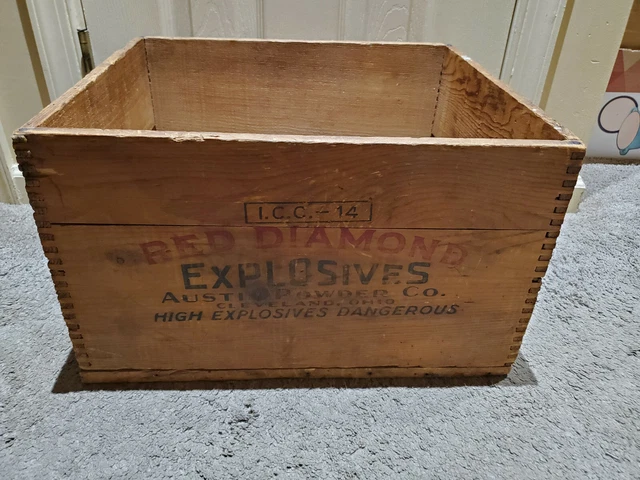 I.C.C.-14
RED DIAMOND
EXPLOSIVES
AUSTIN POWDER CO.
CLEVELAND, OHIO
HIGH EXPLOSIVES DANGEROUS